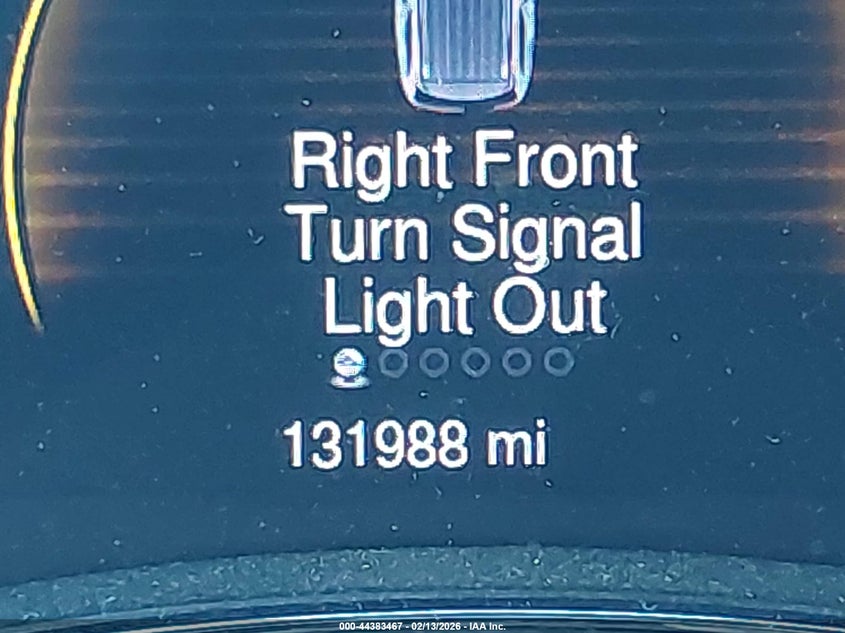 Right Front
Turn Signal
Light Out
131988 mi
000-44383467 - 02/13/2026 - IAA Inc.